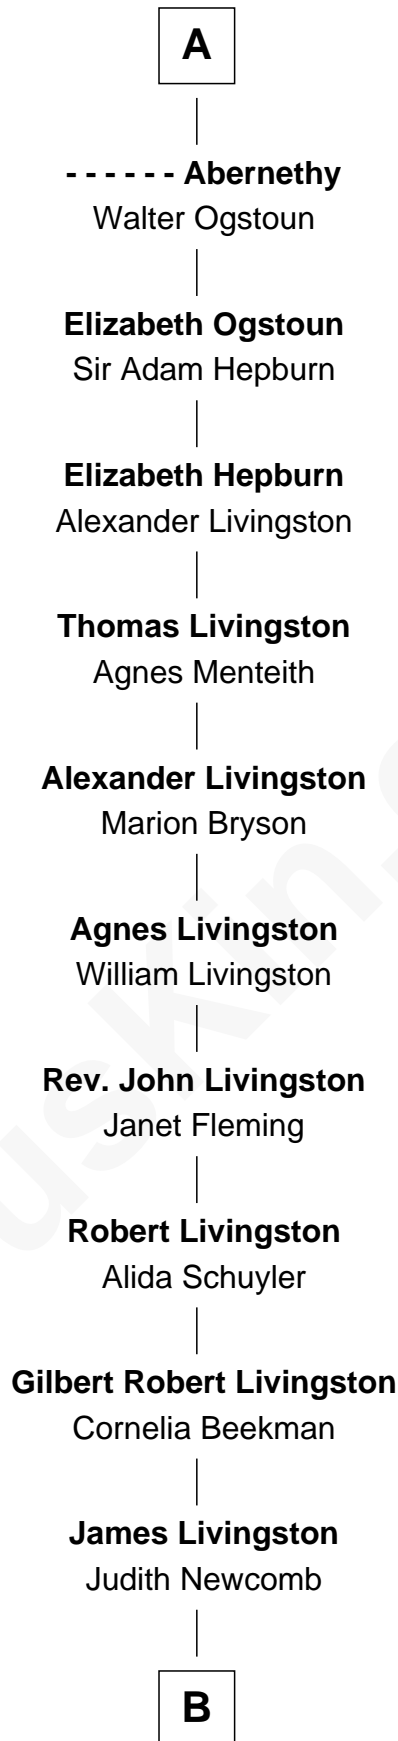 A
- - - - - - Abernethy
Walter Ogstoun
Elizabeth Ogstoun
Sir Adam Hepburn
Elizabeth Hepburn
Alexander Livingston
Thomas Livingston
Agnes Menteith
Alexander Livingston
Marion Bryson
Agnes Livingston
William Livingston
Rev. John Livingston
Janet Fleming
Robert Livingston
Alida Schuyler
Gilbert Robert Livingston
Cornelia Beekman
James Livingston
Judith Newcomb
B